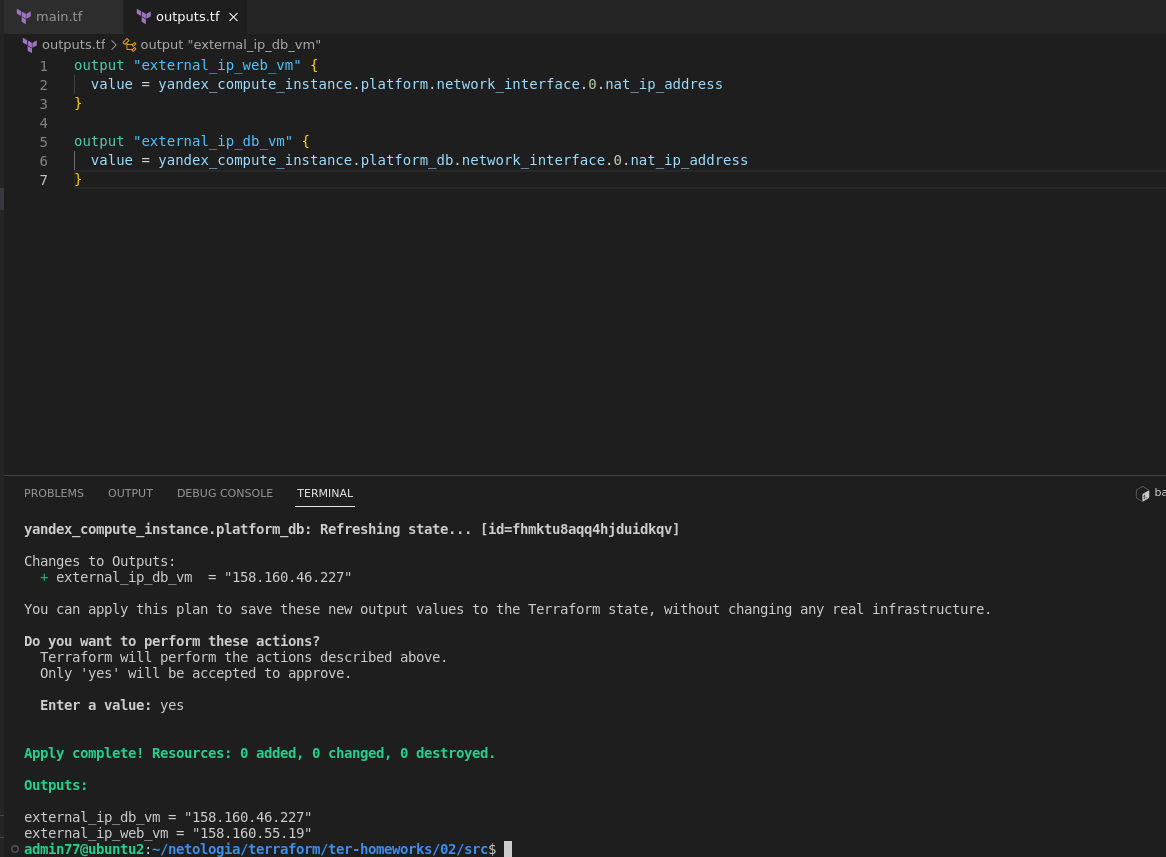 main.tf
outputs.tf
outputs.tf > output "external_ip_db_vm"
1 output "external_ip_web_vm" {
2   value = yandex_compute_instance.platform.network_interface.0.nat_ip_address
3 }
4
5 output "external_ip_db_vm" {
6   value = yandex_compute_instance.platform_db.network_interface.0.nat_ip_address
7 }
PROBLEMS OUTPUT DEBUG CONSOLE TERMINAL
yandex_compute_instance.platform_db: Refreshing state... [id=fhmktu8aqq4hjduidkqv]
Changes to Outputs:
  + external_ip_db_vm  = "158.160.46.227"
You can apply this plan to save these new output values to the Terraform state, without changing any real infrastructure.
Do you want to perform these actions?
  Terraform will perform the actions described above.
  Only 'yes' will be accepted to approve.
  Enter a value: yes
Apply complete! Resources: 0 added, 0 changed, 0 destroyed.
Outputs:
external_ip_db_vm = "158.160.46.227"
external_ip_web_vm = "158.160.55.19"
admin77@ubuntu2:~/netologia/terraform/ter-homeworks/02/src$